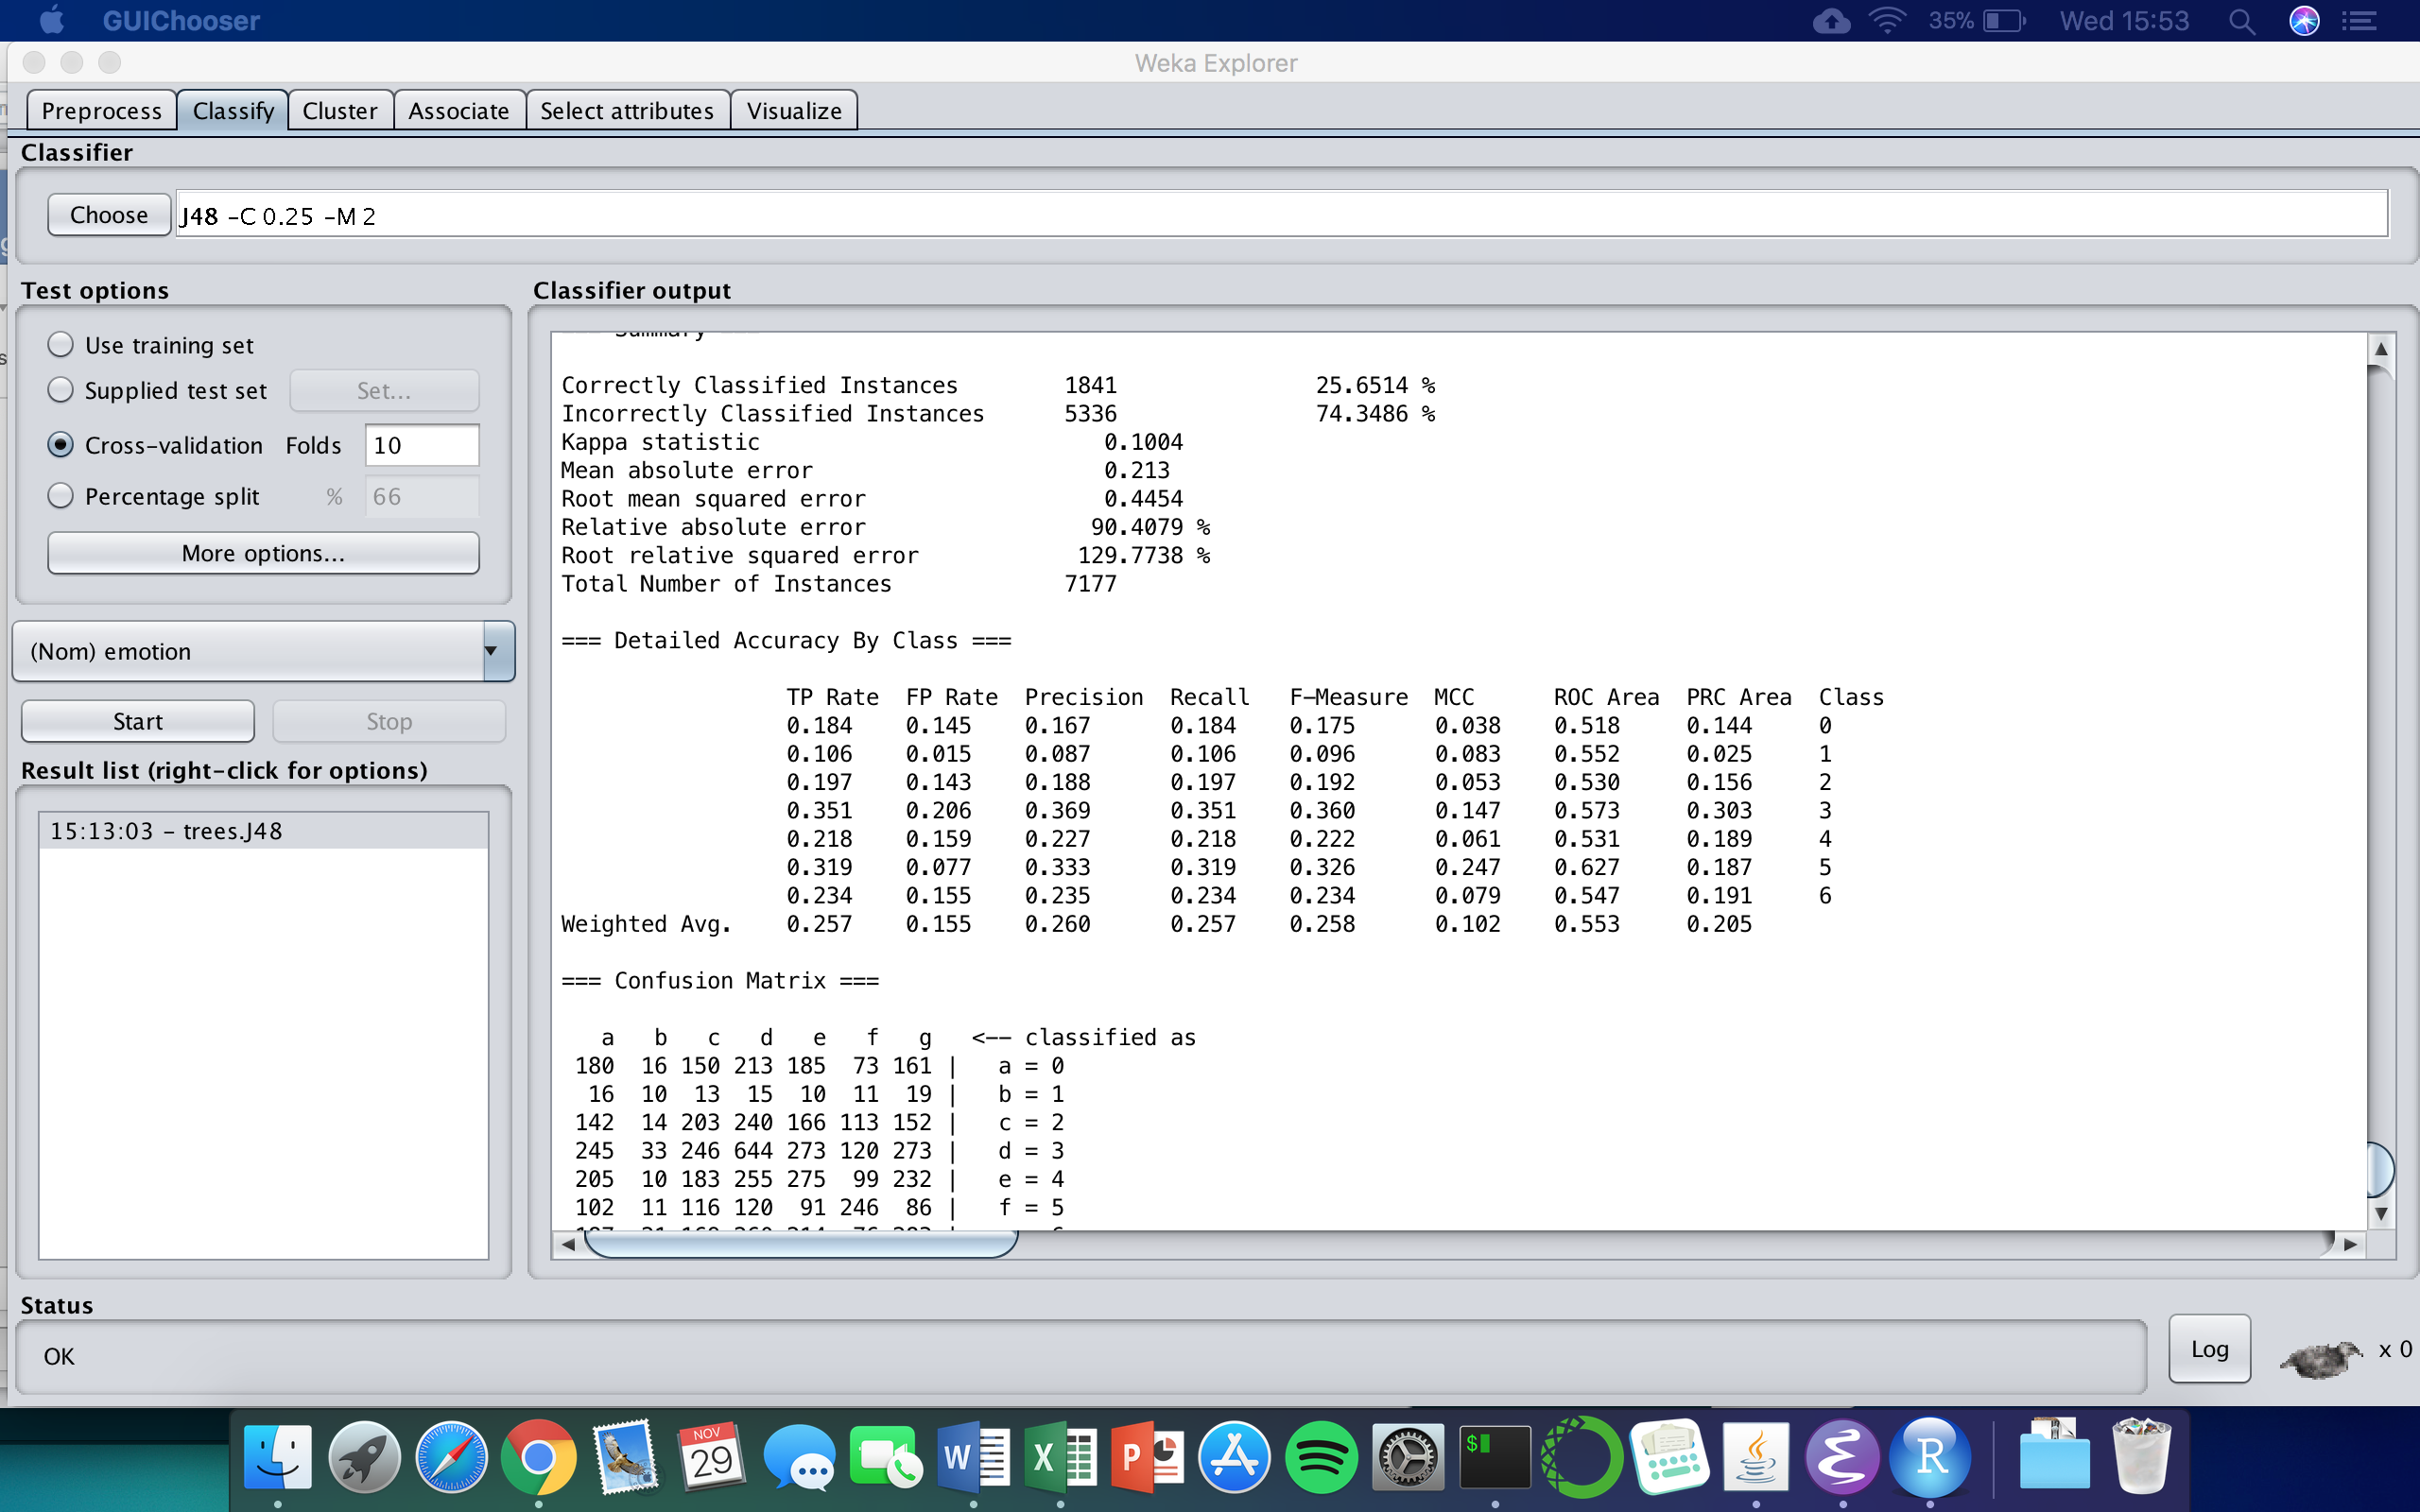 GUIChooser 35% Wed 15:53
Weka Explorer
Preprocess Classify Cluster Associate Select attributes Visualize
Classifier
Choose J48 -C 0.25 -M 2
Test options
Use training set
Supplied test set Set...
Cross-validation Folds 10
Percentage split % 66
More options...
(Nom) emotion
Start Stop
Result list (right-click for options)
15:13:03 - trees.J48
Classifier output
=== Summary ===
Correctly Classified Instances 1841 25.6514 %
Incorrectly Classified Instances 5336 74.3486 %
Kappa statistic 0.1004
Mean absolute error 0.213
Root mean squared error 0.4454
Relative absolute error 90.4079 %
Root relative squared error 129.7738 %
Total Number of Instances 7177
=== Detailed Accuracy By Class ===
TP Rate FP Rate Precision Recall F-Measure MCC ROC Area PRC Area Class
0.184 0.145 0.167 0.184 0.175 0.038 0.518 0.144 0
0.106 0.015 0.087 0.106 0.096 0.083 0.552 0.025 1
0.197 0.143 0.188 0.197 0.192 0.053 0.530 0.156 2
0.351 0.206 0.369 0.351 0.360 0.147 0.573 0.303 3
0.218 0.159 0.227 0.218 0.222 0.061 0.531 0.189 4
0.319 0.077 0.333 0.319 0.326 0.247 0.627 0.187 5
0.234 0.155 0.235 0.234 0.234 0.079 0.547 0.191 6
Weighted Avg. 0.257 0.155 0.260 0.257 0.258 0.102 0.553 0.205
=== Confusion Matrix ===
a b c d e f g <-- classified as
180 16 150 213 185 73 161 | a = 0
16 10 13 15 10 11 19 | b = 1
142 14 203 240 166 113 152 | c = 2
245 33 246 644 273 120 273 | d = 3
205 10 183 255 275 99 232 | e = 4
102 11 116 120 91 246 86 | f = 5
Status
OK
Log x 0
NOV
29
W X P $ R